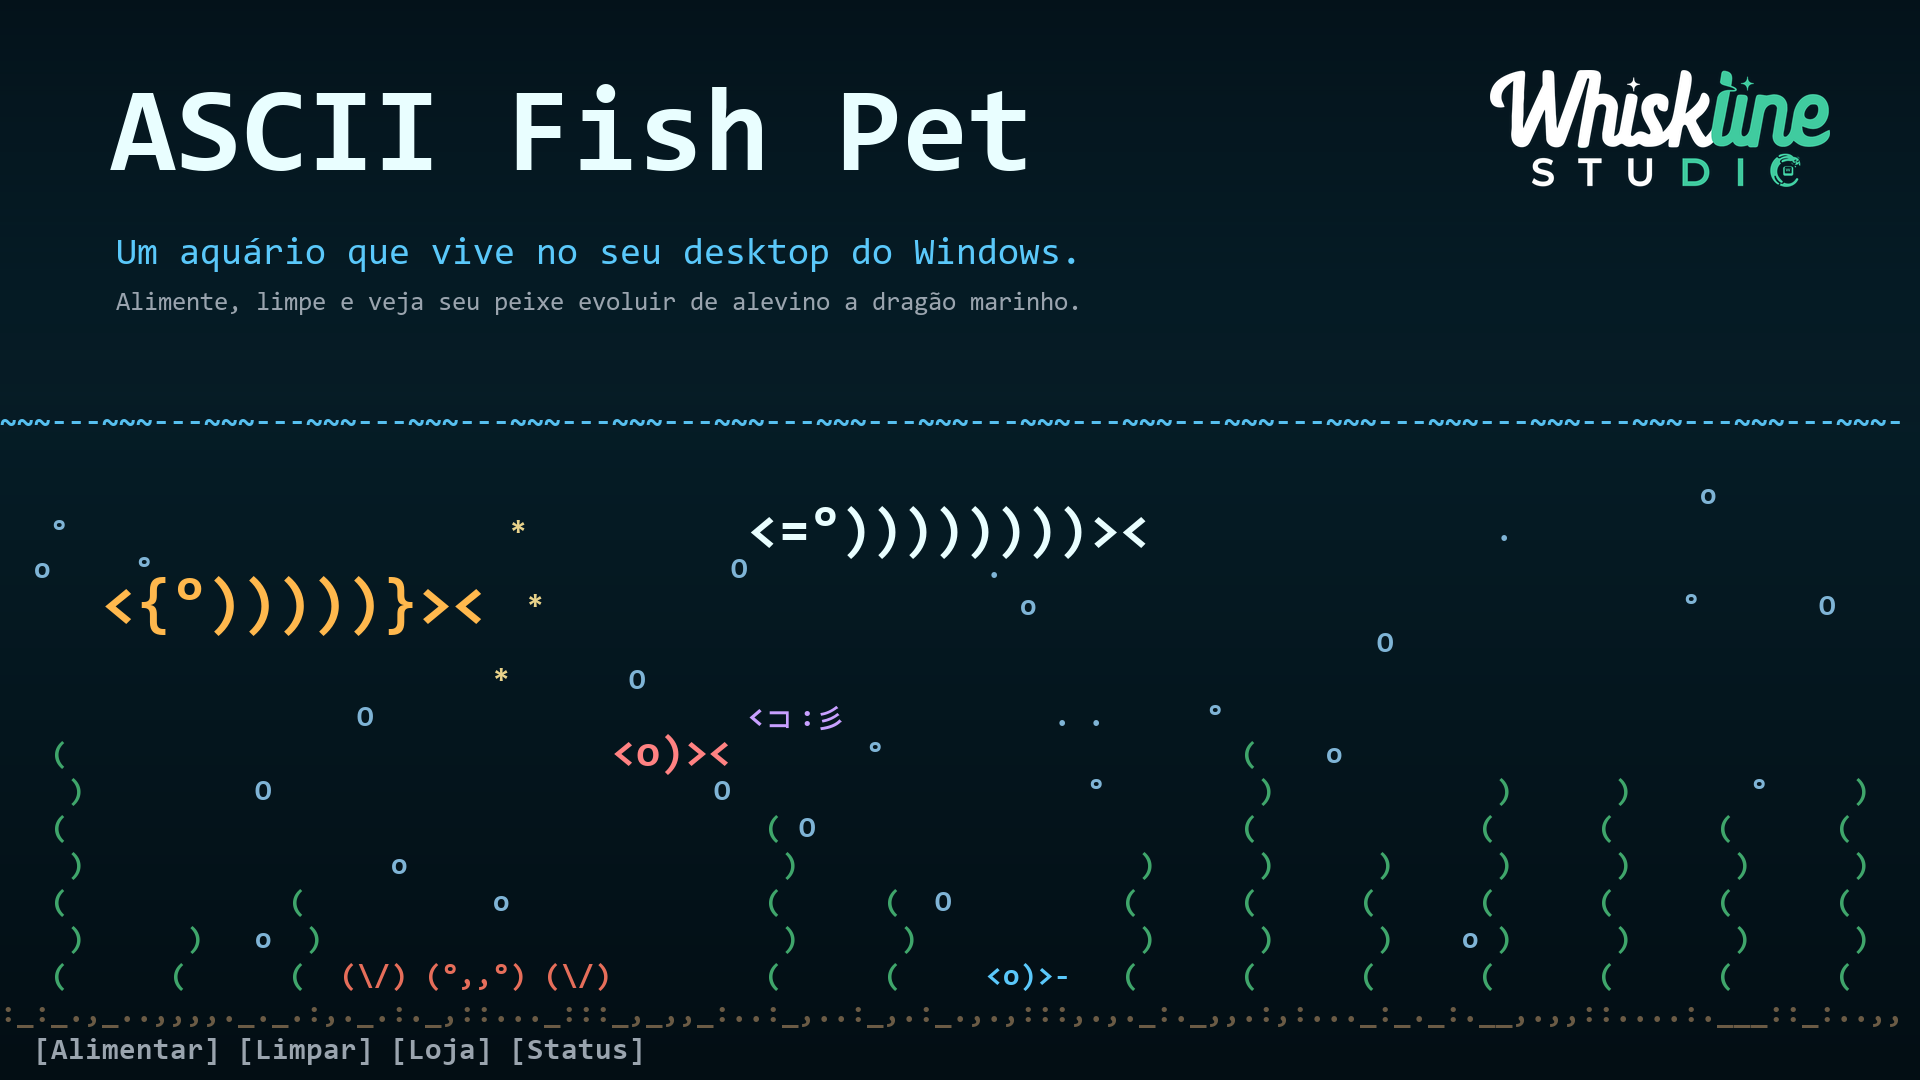 ASCII Fish Pet
Whiskline
STUDIO
Um aquário que vive no seu desktop do Windows.
Alimente, limpe e veja seu peixe evoluir de alevino a dragão marinho.
<=º))))))))><
<{º)))))}><
<コ:彡
<o)><
(\/) (°,,°) (\/)
<o)>-
[Alimentar] [Limpar] [Loja] [Status]